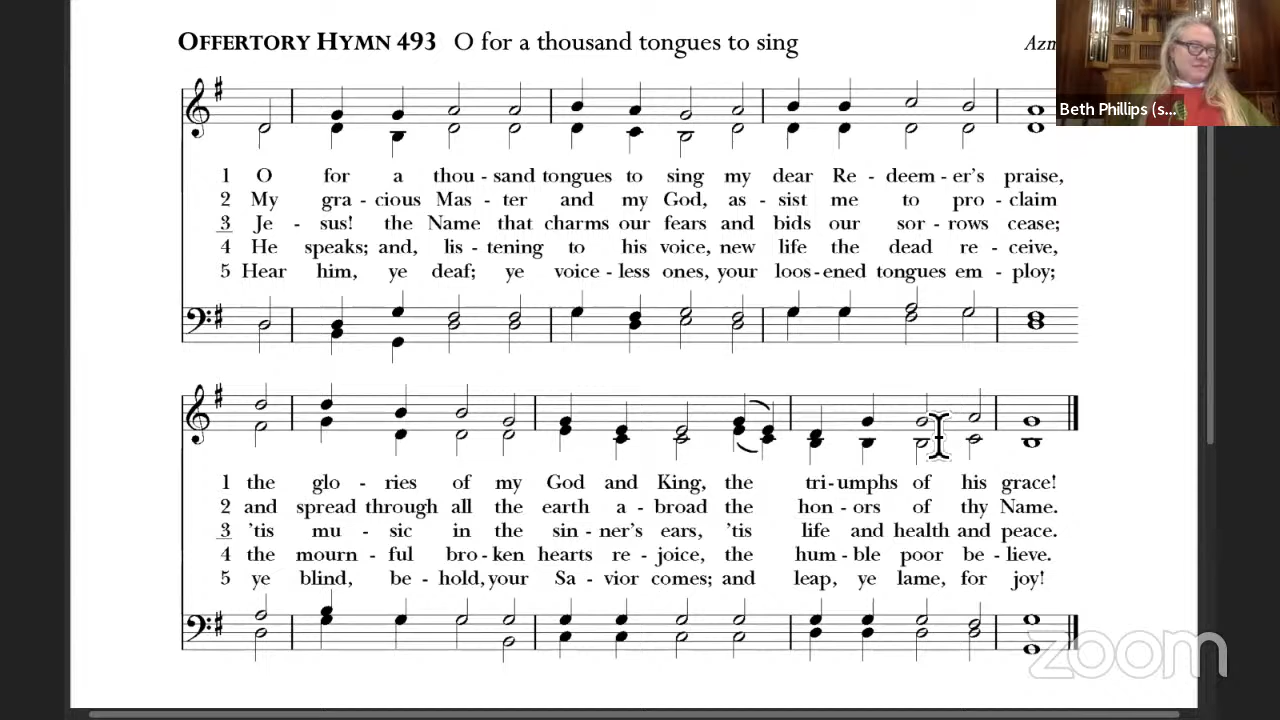 OFFERTORY HYMN 493 O for a thousand tongues to sing
Azm
Beth Phillips (s...
1 O for a thou - sand tongues to sing my dear Re - deem - er's praise,
2 My gra - cious Mas - ter and my God, as - sist me to pro - claim
3 Je - sus! the Name that charms our fears and bids our sor - rows cease;
4 He speaks; and, lis - tening to his voice, new life the dead re - ceive,
5 Hear him, ye deaf; ye voice - less ones, your loos - ened tongues em - ploy;
1 the glo - ries of my God and King, the tri - umphs of his grace!
2 and spread through all the earth a - broad the hon - ors of thy Name.
3 'tis mu - sic in the sin - ner's ears, 'tis life and health and peace.
4 the mourn - ful bro - ken hearts re - joice, the hum - ble poor be - lieve.
5 ye blind, be - hold, your Sa - vior comes; and leap, ye lame, for joy!
zoom